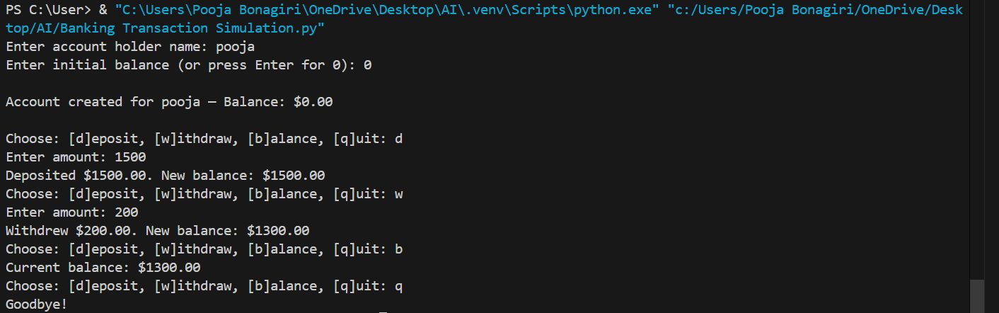 PS C:\User> & "C:\Users\Pooja Bonagiri\OneDrive\Desktop\AI\.venv\Scripts\python.exe" "c:/Users/Pooja Bonagiri/OneDrive/Desk
top/AI/Banking Transaction Simulation.py"
Enter account holder name: pooja
Enter initial balance (or press Enter for 0): 0
Account created for pooja — Balance: $0.00
Choose: [d]eposit, [w]ithdraw, [b]alance, [q]uit: d
Enter amount: 1500
Deposited $1500.00. New balance: $1500.00
Choose: [d]eposit, [w]ithdraw, [b]alance, [q]uit: w
Enter amount: 200
Withdrew $200.00. New balance: $1300.00
Choose: [d]eposit, [w]ithdraw, [b]alance, [q]uit: b
Current balance: $1300.00
Choose: [d]eposit, [w]ithdraw, [b]alance, [q]uit: q
Goodbye!